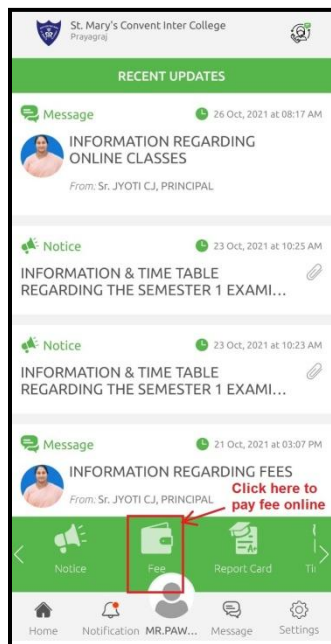 St. Mary's Convent Inter College
Prayagraj
RECENT UPDATES
Message
26 Oct, 2021 at 08:17 AM
INFORMATION REGARDING
ONLINE CLASSES
From: Sr. JYOTI CJ, PRINCIPAL
Notice
23 Oct, 2021 at 10:25 AM
INFORMATION & TIME TABLE
REGARDING THE SEMESTER 1 EXAMI...
Notice
23 Oct, 2021 at 10:23 AM
INFORMATION & TIME TABLE
REGARDING THE SEMESTER 1 EXAMI...
Message
21 Oct, 2021 at 03:07 PM
INFORMATION REGARDING FEES
From: Sr. JYOTI CJ, PRINCIPAL
Click here to
pay fee online
Notice
Fee
Report Card
Home
Notification
MR.PAW...
Message
Settings